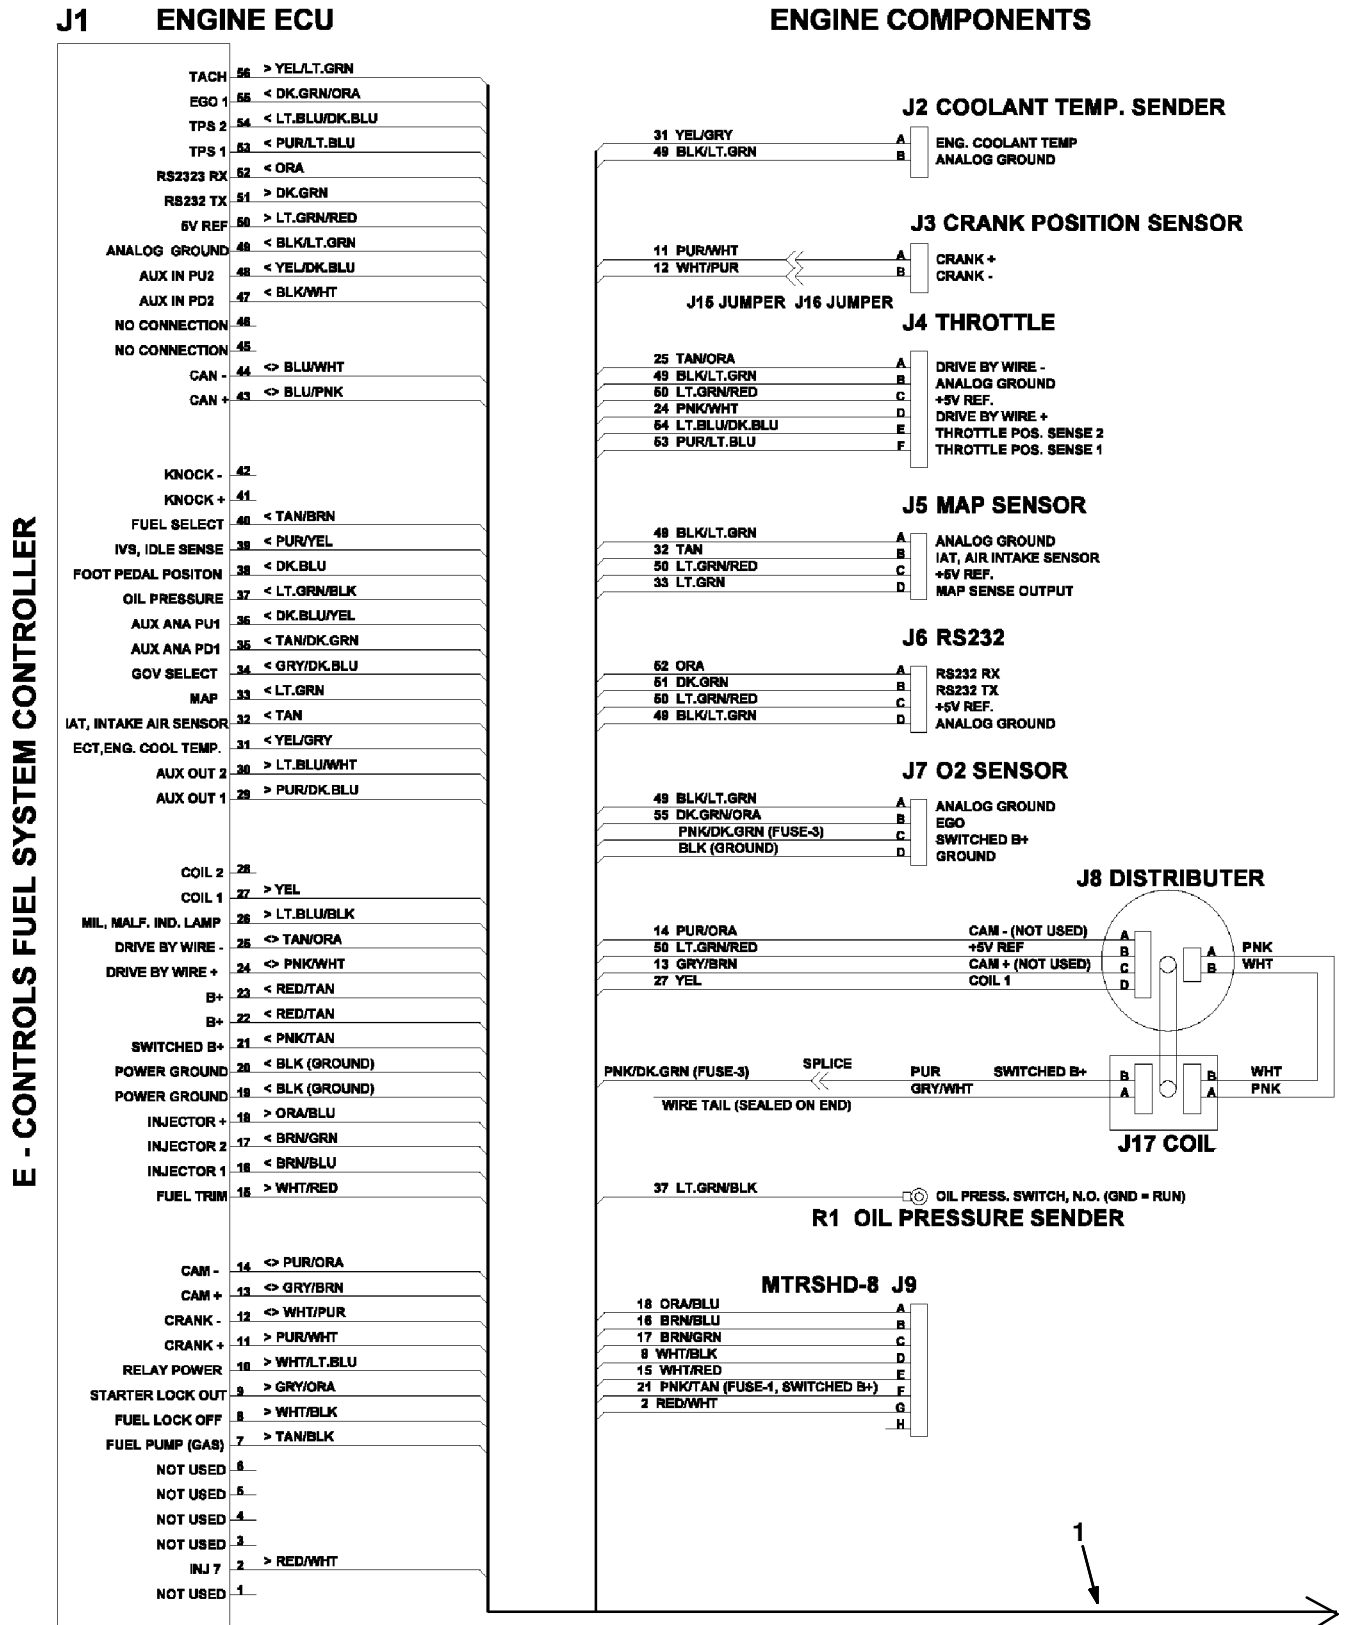 J1 ENGINE ECU
ENGINE COMPONENTS
E - CONTROLS FUEL SYSTEM CONTROLLER
TACH 56 > YEL/LT.GRN
EGO 1 55 < DK.GRN/ORA
TPS 2 54 < LT.BLU/DK.BLU
TPS 1 53 < PUR/LT.BLU
RS2323 RX 52 < ORA
RS232 TX 51 > DK.GRN
5V REF 50 > LT.GRN/RED
ANALOG GROUND 49 < BLK/LT.GRN
AUX IN PU2 48 < YEL/DK.BLU
AUX IN PD2 47 < BLK/WHT
NO CONNECTION 46
NO CONNECTION 45
CAN - 44 <> BLU/WHT
CAN + 43 <> BLU/PNK
KNOCK - 42
KNOCK + 41
FUEL SELECT 40 < TAN/BRN
IVS, IDLE SENSE 39 < PUR/YEL
FOOT PEDAL POSITON 38 < DK.BLU
OIL PRESSURE 37 < LT.GRN/BLK
AUX ANA PU1 36 < DK.BLU/YEL
AUX ANA PD1 35 < TAN/DK.GRN
GOV SELECT 34 < GRY/DK.BLU
MAP 33 < LT.GRN
IAT, INTAKE AIR SENSOR 32 < TAN
ECT,ENG. COOL TEMP. 31 < YEL/GRY
AUX OUT 2 30 > LT.BLU/WHT
AUX OUT 1 29 > PUR/DK.BLU
COIL 2 28
COIL 1 27 > YEL
MIL, MALF. IND. LAMP 26 > LT.BLU/BLK
DRIVE BY WIRE - 25 <> TAN/ORA
DRIVE BY WIRE + 24 <> PNK/WHT
B+ 23 < RED/TAN
B+ 22 < RED/TAN
SWITCHED B+ 21 < PNK/TAN
POWER GROUND 20 < BLK (GROUND)
POWER GROUND 19 < BLK (GROUND)
INJECTOR + 18 > ORA/BLU
INJECTOR 2 17 < BRN/GRN
INJECTOR 1 16 < BRN/BLU
FUEL TRIM 15 > WHT/RED
CAM - 14 <> PUR/ORA
CAM + 13 <> GRY/BRN
CRANK - 12 <> WHT/PUR
CRANK + 11 > PUR/WHT
RELAY POWER 10 > WHT/LT.BLU
STARTER LOCK OUT 9 > GRY/ORA
FUEL LOCK OFF 8 > WHT/BLK
FUEL PUMP (GAS) 7 > TAN/BLK
NOT USED 6
NOT USED 5
NOT USED 4
NOT USED 3
INJ 7 2 > RED/WHT
NOT USED 1
J2 COOLANT TEMP. SENDER
31 YEL/GRY A ENG. COOLANT TEMP
49 BLK/LT.GRN B ANALOG GROUND
J3 CRANK POSITION SENSOR
11 PUR/WHT A CRANK +
12 WHT/PUR B CRANK -
J15 JUMPER J16 JUMPER
J4 THROTTLE
25 TAN/ORA A DRIVE BY WIRE -
49 BLK/LT.GRN B ANALOG GROUND
50 LT.GRN/RED C +5V REF.
24 PNK/WHT D DRIVE BY WIRE +
54 LT.BLU/DK.BLU E THROTTLE POS. SENSE 2
53 PUR/LT.BLU F THROTTLE POS. SENSE 1
J5 MAP SENSOR
49 BLK/LT.GRN A ANALOG GROUND
32 TAN B IAT, AIR INTAKE SENSOR
50 LT.GRN/RED C +5V REF.
33 LT.GRN D MAP SENSE OUTPUT
J6 RS232
52 ORA A RS232 RX
51 DK.GRN B RS232 TX
50 LT.GRN/RED C +5V REF.
49 BLK/LT.GRN D ANALOG GROUND
J7 O2 SENSOR
49 BLK/LT.GRN A ANALOG GROUND
55 DK.GRN/ORA B EGO
PNK/DK.GRN (FUSE-3) C SWITCHED B+
BLK (GROUND) D GROUND
J8 DISTRIBUTER
14 PUR/ORA CAM - (NOT USED) A A PNK
50 LT.GRN/RED +5V REF B B WHT
13 GRY/BRN CAM + (NOT USED) C
27 YEL COIL 1 D
PNK/DK.GRN (FUSE-3) SPLICE PUR SWITCHED B+ B B WHT
WIRE TAIL (SEALED ON END) GRY/WHT A A PNK
J17 COIL
37 LT.GRN/BLK OIL PRESS. SWITCH, N.O. (GND = RUN)
R1 OIL PRESSURE SENDER
MTRSHD-8 J9
18 ORA/BLU A
16 BRN/BLU B
17 BRN/GRN C
8 WHT/BLK D
15 WHT/RED E
21 PNK/TAN (FUSE-1, SWITCHED B+) F
2 RED/WHT G
H
1